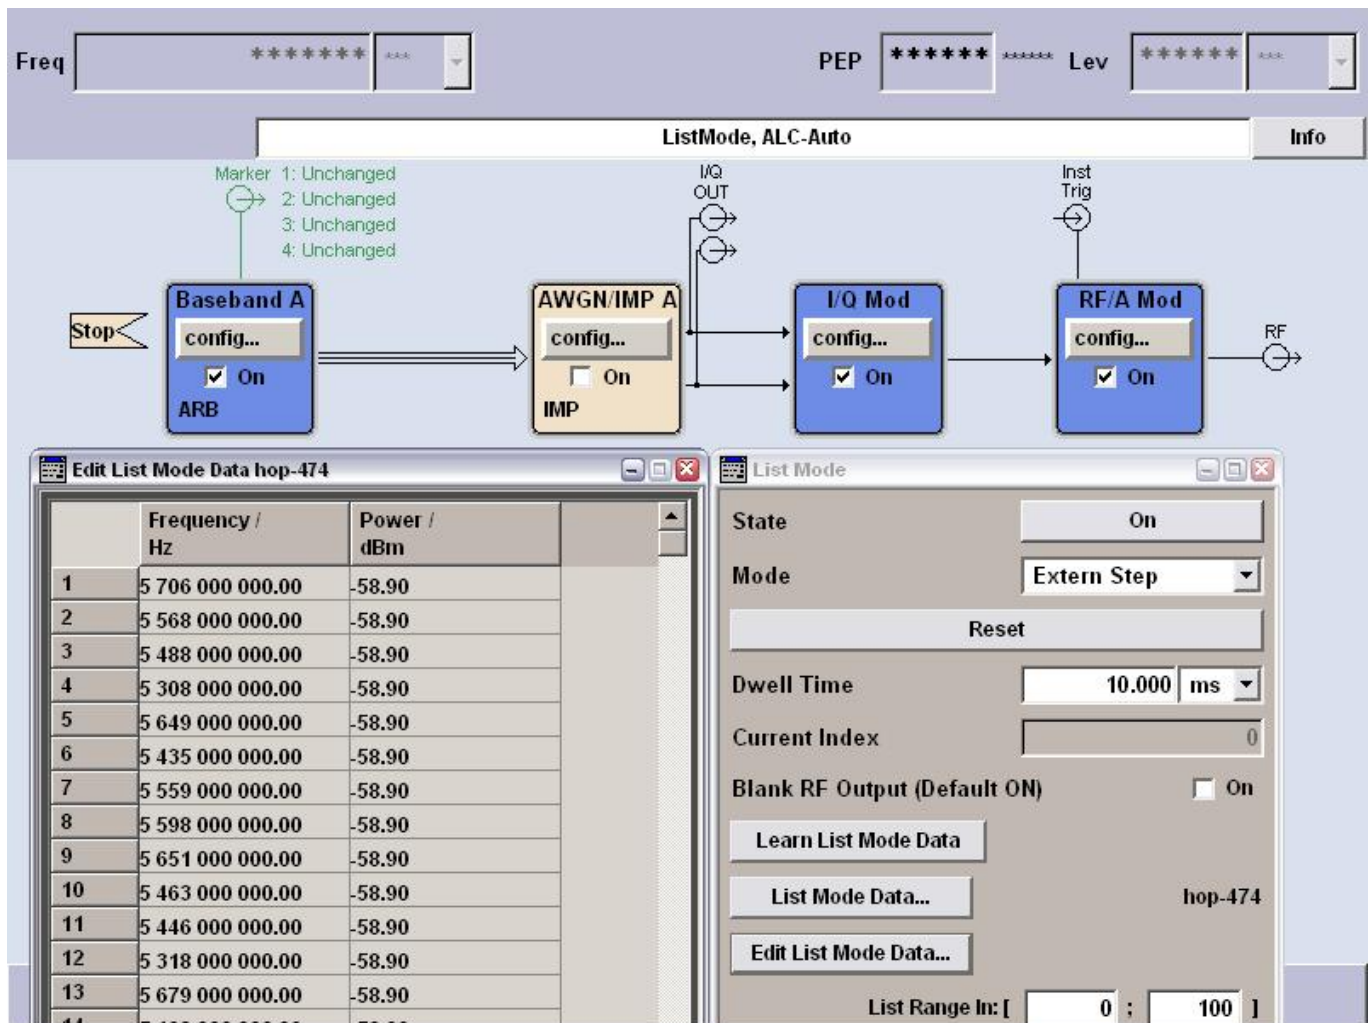 Freq ******* *** PEP ****** ****** Lev ****** ***
ListMode, ALC-Auto Info
Marker 1: Unchanged
2: Unchanged
3: Unchanged
4: Unchanged
I/Q
OUT
Inst
Trig
Stop
Baseband A
config...
On
ARB
AWGN/IMP A
config...
On
IMP
I/Q Mod
config...
On
RF/A Mod
config...
On
RF
Edit List Mode Data hop-474
Frequency / Hz Power / dBm
1 5 706 000 000.00 -58.90
2 5 568 000 000.00 -58.90
3 5 488 000 000.00 -58.90
4 5 308 000 000.00 -58.90
5 5 649 000 000.00 -58.90
6 5 435 000 000.00 -58.90
7 5 559 000 000.00 -58.90
8 5 598 000 000.00 -58.90
9 5 651 000 000.00 -58.90
10 5 463 000 000.00 -58.90
11 5 446 000 000.00 -58.90
12 5 318 000 000.00 -58.90
13 5 679 000 000.00 -58.90
List Mode
State On
Mode Extern Step
Reset
Dwell Time 10.000 ms
Current Index 0
Blank RF Output (Default ON) On
Learn List Mode Data
List Mode Data... hop-474
Edit List Mode Data...
List Range In: [ 0 ; 100 ]